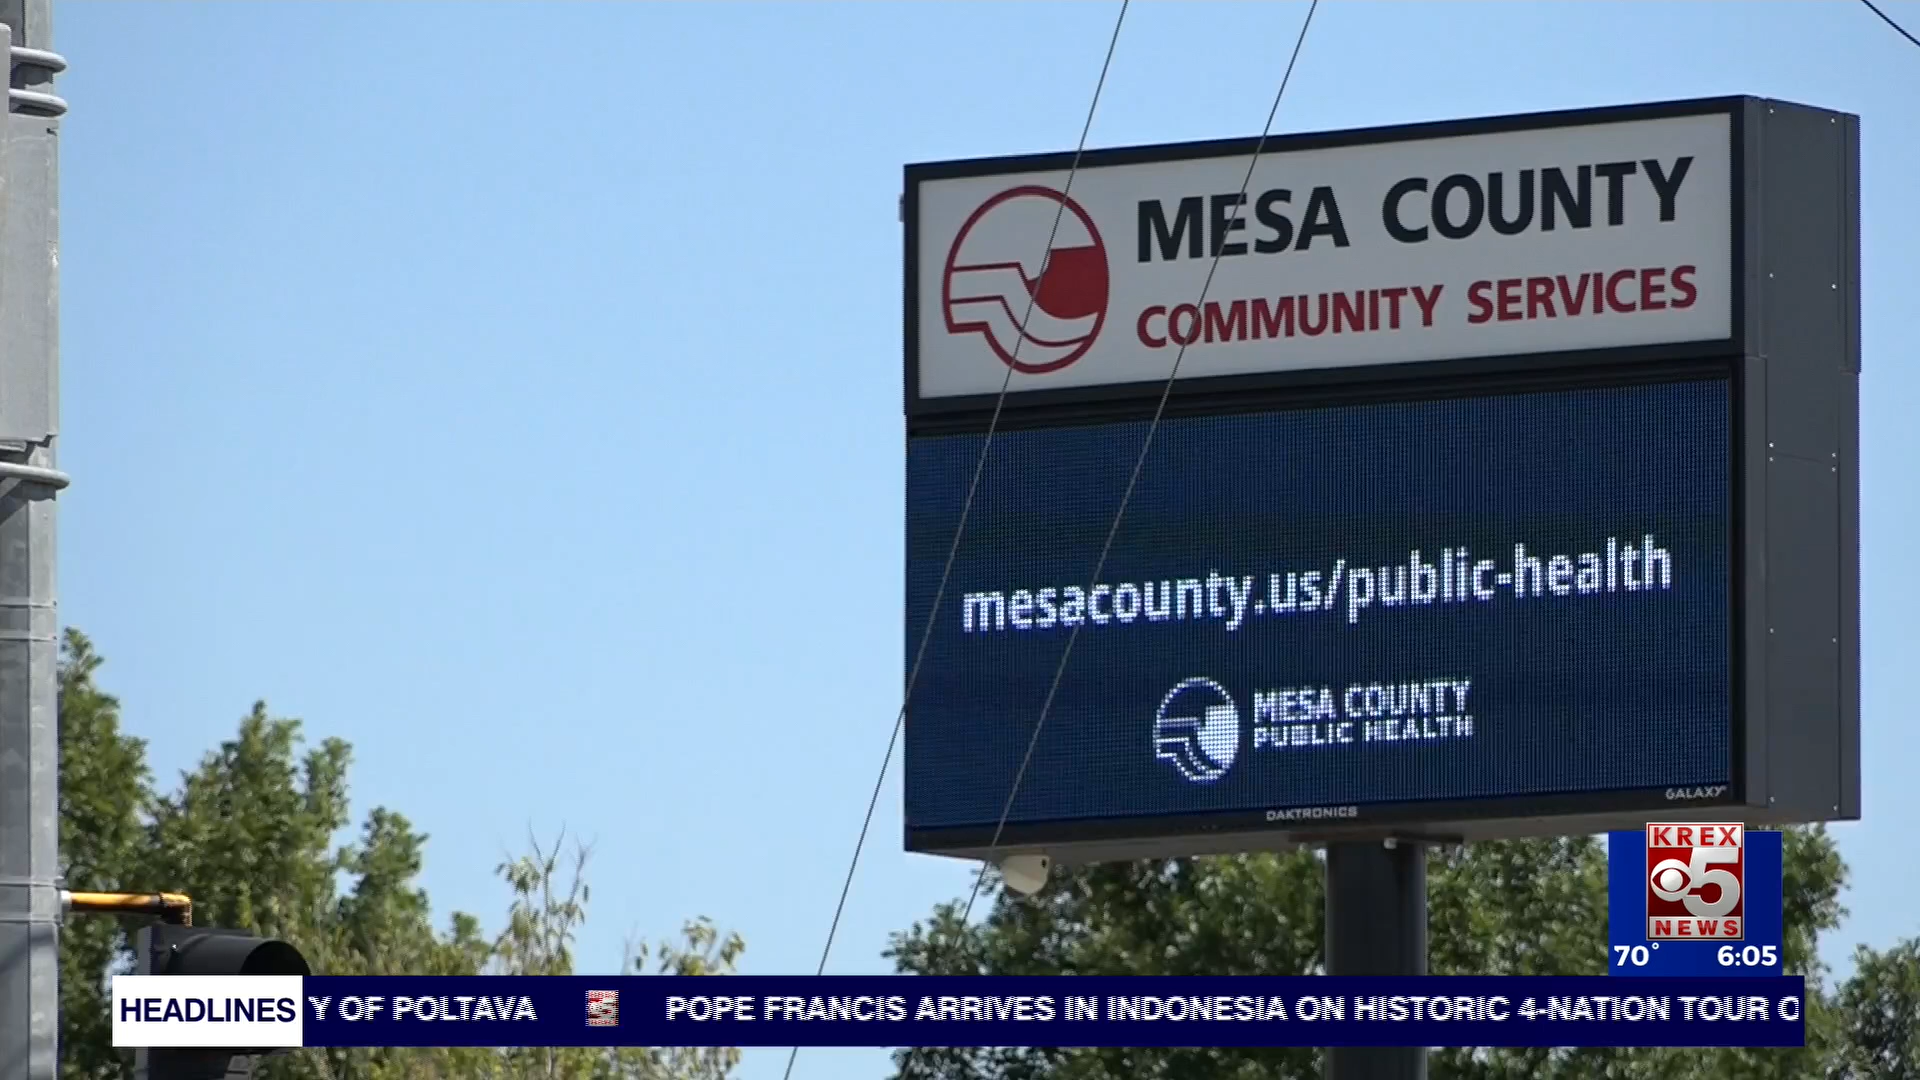 MESA COUNTY
COMMUNITY SERVICES
mesacounty.us/public-health
MESA COUNTY
PUBLIC HEALTH
DAKTRONICS
GALAXY
KREX
5
NEWS
70° 6:05
HEADLINES Y OF POLTAVA 5 POPE FRANCIS ARRIVES IN INDONESIA ON HISTORIC 4-NATION TOUR O